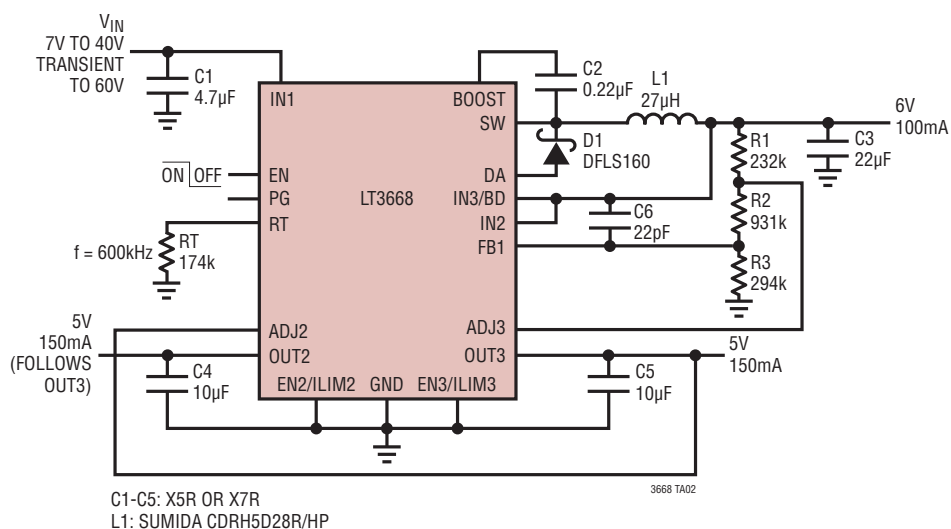 VIN
7V TO 40V
TRANSIENT
TO 60V
C1
4.7µF
IN1
BOOST
SW
C2
0.22µF
L1
27µH
6V
100mA
D1
DFLS160
R1
232k
C3
22µF
ON OFF
EN
PG
RT
LT3668
DA
IN3/BD
IN2
FB1
C6
22pF
R2
931k
R3
294k
f = 600kHz
RT
174k
5V
150mA
(FOLLOWS
OUT3)
ADJ2
OUT2
ADJ3
OUT3
5V
150mA
C4
10µF
EN2/ILIM2
GND
EN3/ILIM3
C5
10µF
3668 TA02
C1-C5: X5R OR X7R
L1: SUMIDA CDRH5D28R/HP